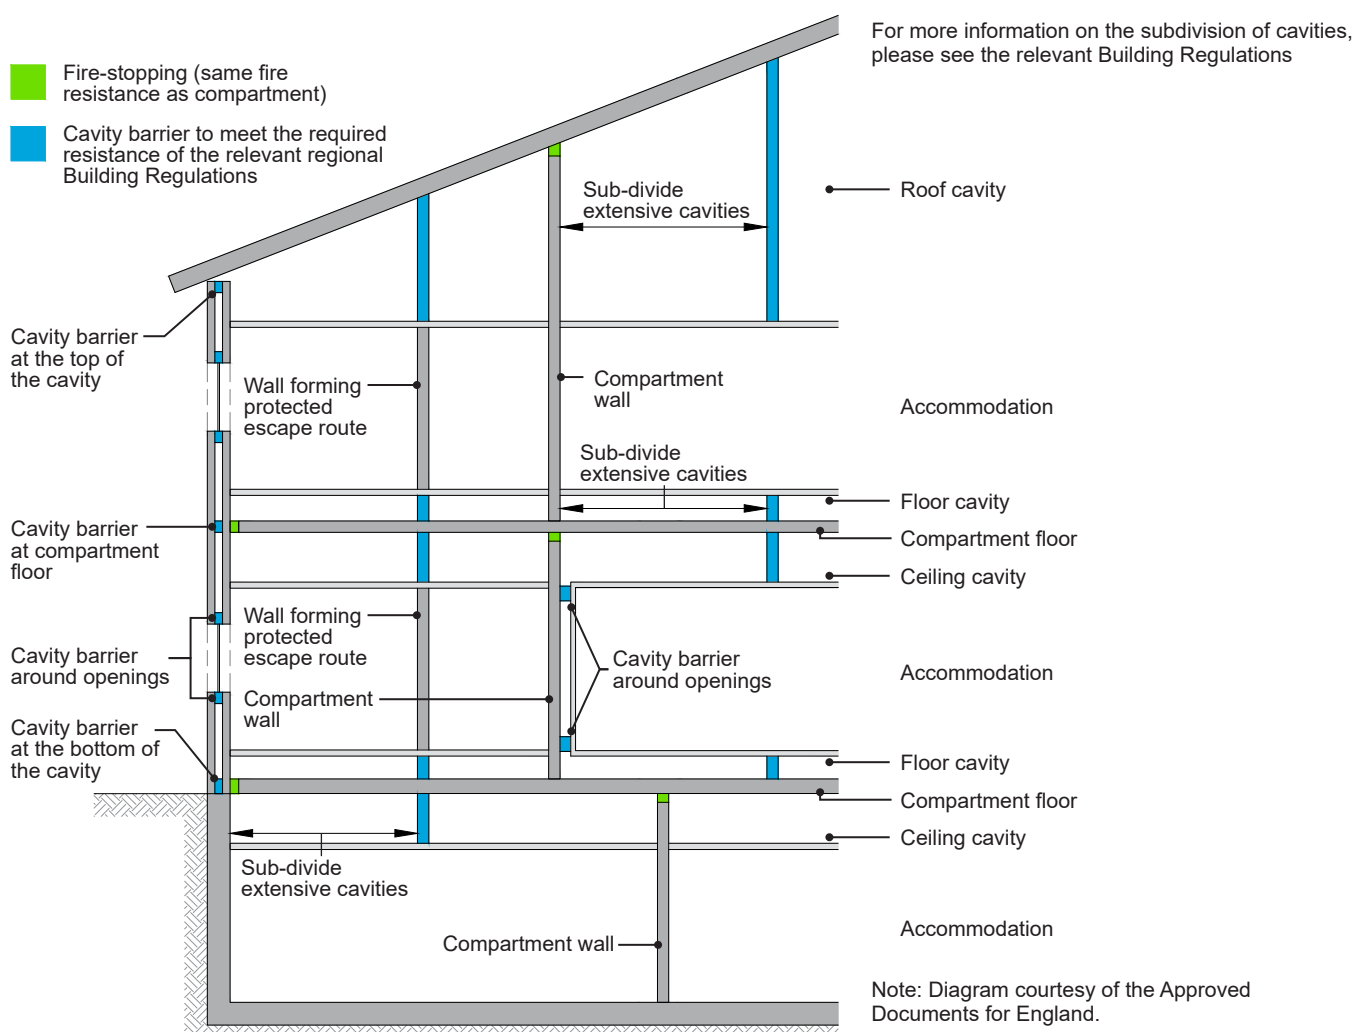 For more information on the subdivision of cavities,
please see the relevant Building Regulations
Fire-stopping (same fire
resistance as compartment)
Cavity barrier to meet the required
resistance of the relevant regional
Building Regulations
Sub-divide
extensive cavities
Roof cavity
Cavity barrier
at the top of
the cavity
Wall forming
protected
escape route
Compartment
wall
Accommodation
Sub-divide
extensive cavities
Floor cavity
Cavity barrier
at compartment
floor
Compartment floor
Ceiling cavity
Wall forming
protected
escape route
Cavity barrier
around openings
Cavity barrier
around openings
Accommodation
Compartment
wall
Cavity barrier
at the bottom of
the cavity
Floor cavity
Compartment floor
Ceiling cavity
Sub-divide
extensive cavities
Compartment wall
Accommodation
Note: Diagram courtesy of the Approved
Documents for England.